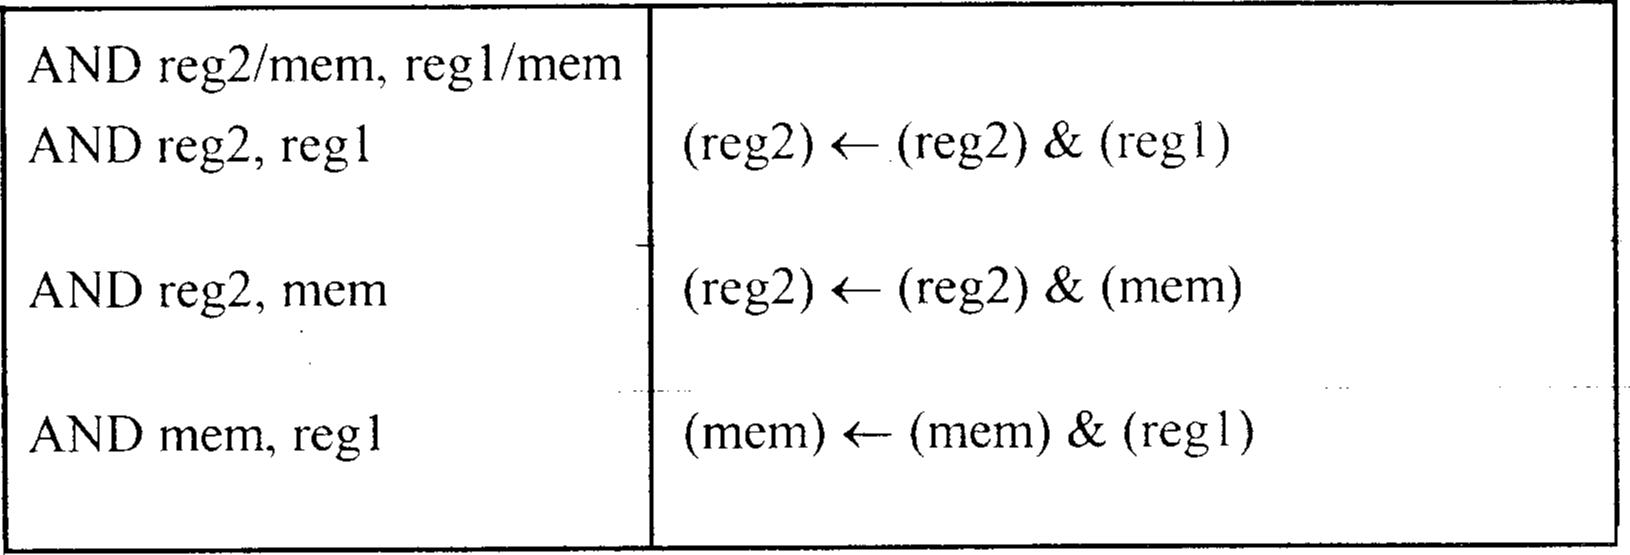 AND reg2/mem, reg1/mem
AND reg2, reg1 (reg2) ← (reg2) & (reg1)
AND reg2, mem (reg2) ← (reg2) & (mem)
AND mem, reg1 (mem) ← (mem) & (reg1)